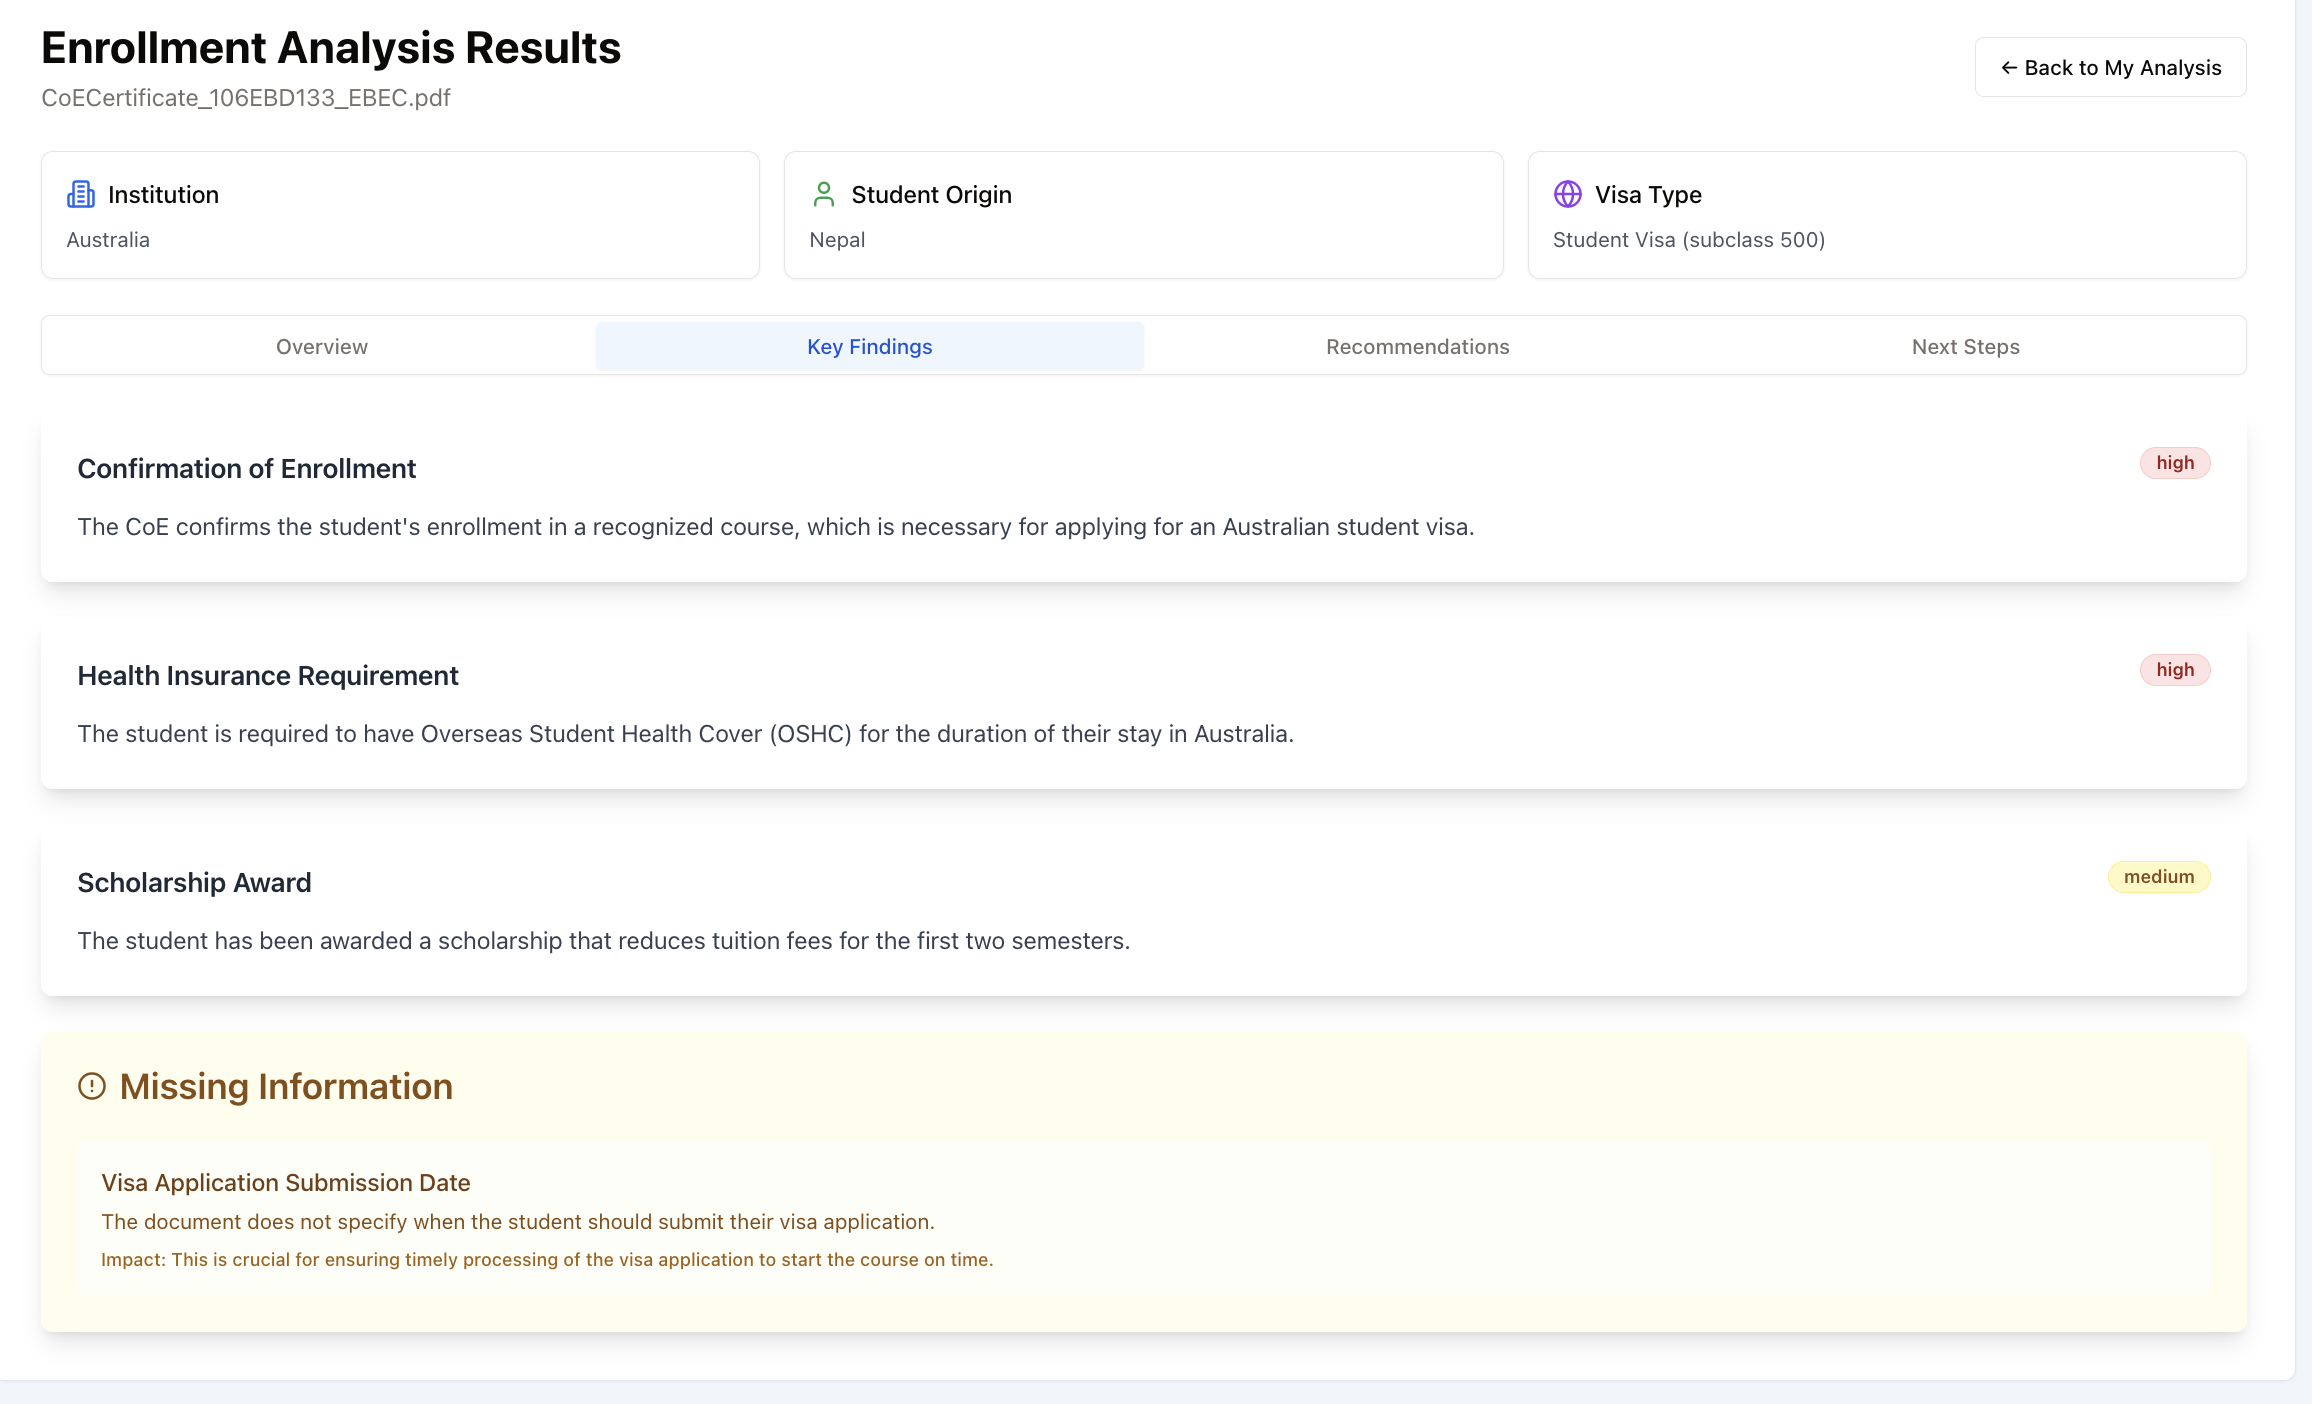 Enrollment Analysis Results
CoECertificate_106EBD133_EBEC.pdf
← Back to My Analysis
Institution
Australia
Student Origin
Nepal
Visa Type
Student Visa (subclass 500)
Overview
Key Findings
Recommendations
Next Steps
Confirmation of Enrollment
high
The CoE confirms the student's enrollment in a recognized course, which is necessary for applying for an Australian student visa.
Health Insurance Requirement
high
The student is required to have Overseas Student Health Cover (OSHC) for the duration of their stay in Australia.
Scholarship Award
medium
The student has been awarded a scholarship that reduces tuition fees for the first two semesters.
Missing Information
Visa Application Submission Date
The document does not specify when the student should submit their visa application.
Impact: This is crucial for ensuring timely processing of the visa application to start the course on time.